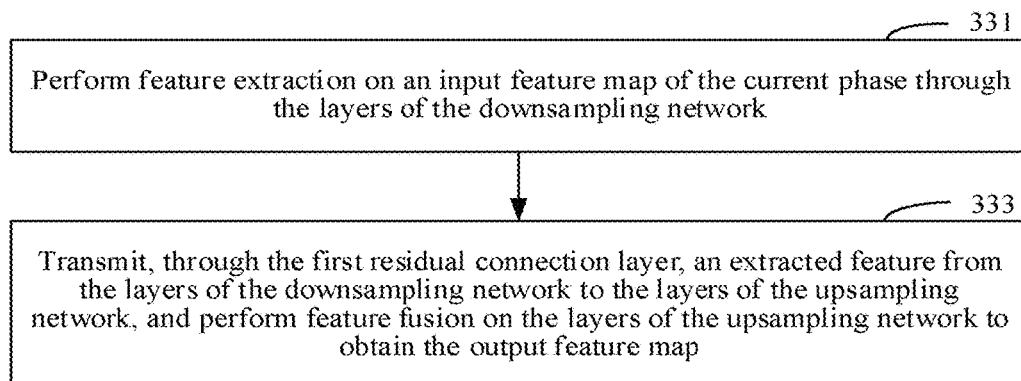 331
Perform feature extraction on an input feature map of the current phase through
the layers of the downsampling network
333
Transmit, through the first residual connection layer, an extracted feature from
the layers of the downsampling network to the layers of the upsampling
network, and perform feature fusion on the layers of the upsampling network to
obtain the output feature map